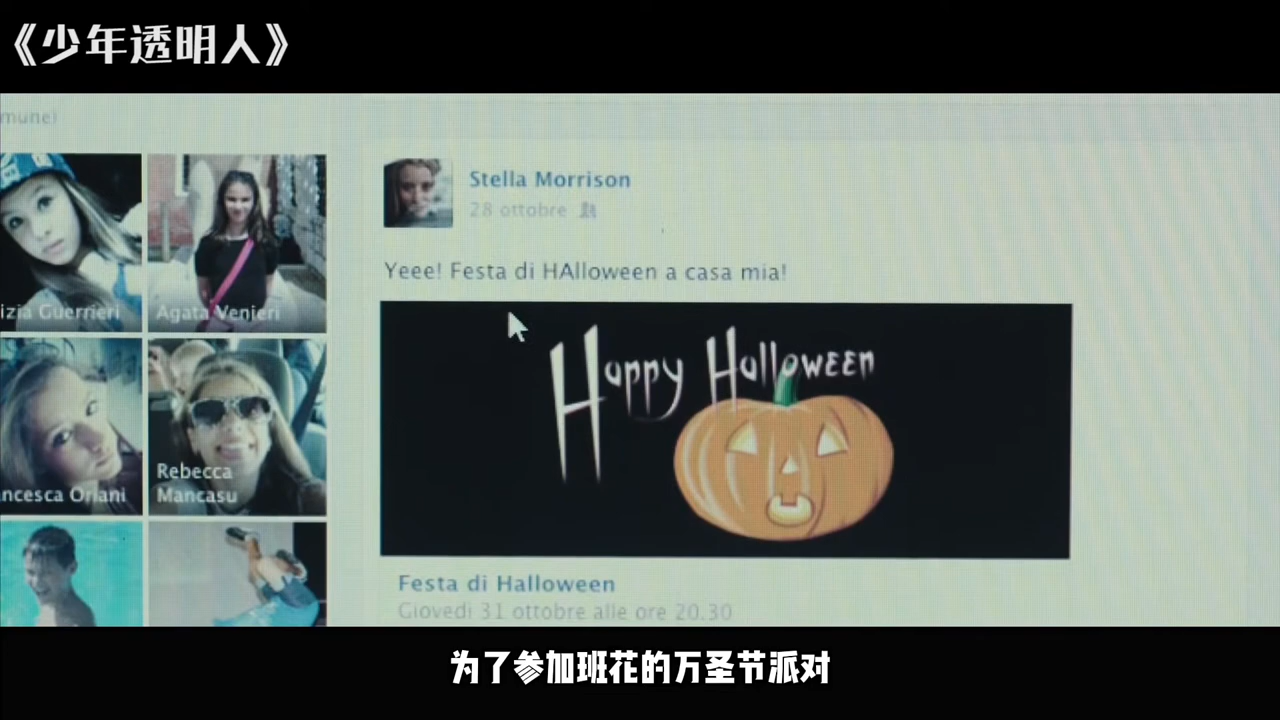 《少年透明人》
mune)
Stella Morrison
28 ottobre
Yeee! Festa di HAlloween a casa mia!
izia Guerrieri
Agata Venieri
Happy Halloween
ncesca Oriani
Rebecca
Mancasu
Festa di Halloween
Giovedì 31 ottobre alle ore 20.30
为了参加班花的万圣节派对